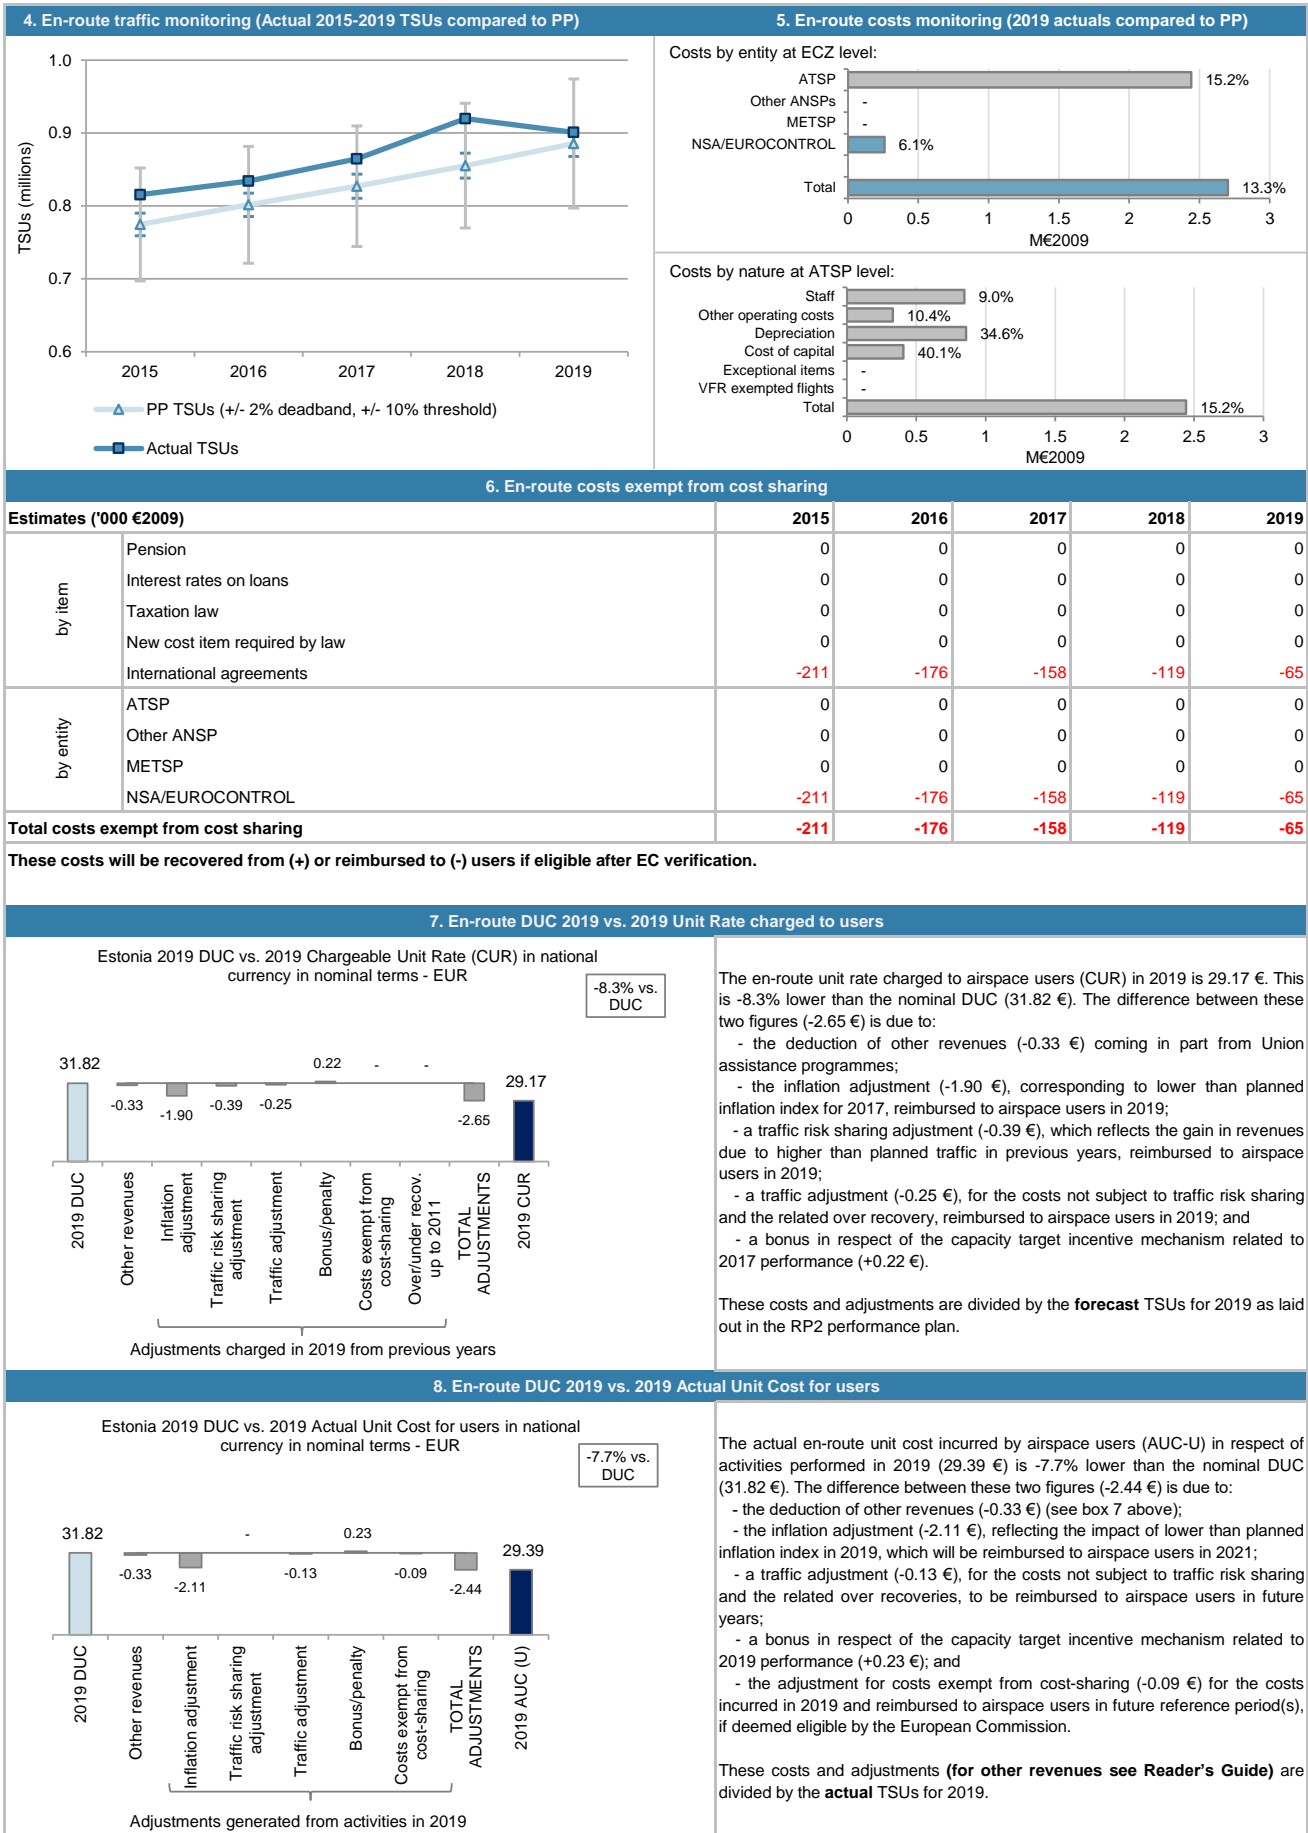 4. En-route traffic monitoring (Actual 2015-2019 TSUs compared to PP)
1.0
0.9
0.8
0.7
0.6
TSUs (millions)
2015 2016 2017 2018 2019
PP TSUs (+/- 2% deadband, +/- 10% threshold)
Actual TSUs
5. En-route costs monitoring (2019 actuals compared to PP)
Costs by entity at ECZ level:
ATSP 15.2%
Other ANSPs -
METSP -
NSA/EUROCONTROL 6.1%
Total 13.3%
0 0.5 1 1.5 2 2.5 3
M€2009
Costs by nature at ATSP level:
Staff 9.0%
Other operating costs 10.4%
Depreciation 34.6%
Cost of capital 40.1%
Exceptional items -
VFR exempted flights -
Total 15.2%
0 0.5 1 1.5 2 2.5 3
M€2009
6. En-route costs exempt from cost sharing
Estimates ('000 €2009) 2015 2016 2017 2018 2019
by item
Pension 0 0 0 0 0
Interest rates on loans 0 0 0 0 0
Taxation law 0 0 0 0 0
New cost item required by law 0 0 0 0 0
International agreements -211 -176 -158 -119 -65
by entity
ATSP 0 0 0 0 0
Other ANSP 0 0 0 0 0
METSP 0 0 0 0 0
NSA/EUROCONTROL -211 -176 -158 -119 -65
Total costs exempt from cost sharing -211 -176 -158 -119 -65
These costs will be recovered from (+) or reimbursed to (-) users if eligible after EC verification.
7. En-route DUC 2019 vs. 2019 Unit Rate charged to users
Estonia 2019 DUC vs. 2019 Chargeable Unit Rate (CUR) in national
currency in nominal terms - EUR
-8.3% vs.
DUC
31.82 -0.33 -1.90 -0.39 -0.25 0.22 - - -2.65 29.17
2019 DUC
Other revenues
Inflation
adjustment
Traffic risk sharing
adjustment
Traffic adjustment
Bonus/penalty
Costs exempt from
cost-sharing
Over/under recov.
up to 2011
TOTAL
ADJUSTMENTS
2019 CUR
Adjustments charged in 2019 from previous years
The en-route unit rate charged to airspace users (CUR) in 2019 is 29.17 €. This
is -8.3% lower than the nominal DUC (31.82 €). The difference between these
two figures (-2.65 €) is due to:
- the deduction of other revenues (-0.33 €) coming in part from Union
assistance programmes;
- the inflation adjustment (-1.90 €), corresponding to lower than planned
inflation index for 2017, reimbursed to airspace users in 2019;
- a traffic risk sharing adjustment (-0.39 €), which reflects the gain in revenues
due to higher than planned traffic in previous years, reimbursed to airspace
users in 2019;
- a traffic adjustment (-0.25 €), for the costs not subject to traffic risk sharing
and the related over recovery, reimbursed to airspace users in 2019; and
- a bonus in respect of the capacity target incentive mechanism related to
2017 performance (+0.22 €).
These costs and adjustments are divided by the forecast TSUs for 2019 as laid
out in the RP2 performance plan.
8. En-route DUC 2019 vs. 2019 Actual Unit Cost for users
Estonia 2019 DUC vs. 2019 Actual Unit Cost for users in national
currency in nominal terms - EUR
-7.7% vs.
DUC
31.82 -0.33 -2.11 - -0.13 0.23 -0.09 -2.44 29.39
2019 DUC
Other revenues
Inflation adjustment
Traffic risk sharing
adjustment
Traffic adjustment
Bonus/penalty
Costs exempt from
cost-sharing
TOTAL
ADJUSTMENTS
2019 AUC (U)
Adjustments generated from activities in 2019
The actual en-route unit cost incurred by airspace users (AUC-U) in respect of
activities performed in 2019 (29.39 €) is -7.7% lower than the nominal DUC
(31.82 €). The difference between these two figures (-2.44 €) is due to:
- the deduction of other revenues (-0.33 €) (see box 7 above);
- the inflation adjustment (-2.11 €), reflecting the impact of lower than planned
inflation index in 2019, which will be reimbursed to airspace users in 2021;
- a traffic adjustment (-0.13 €), for the costs not subject to traffic risk sharing
and the related over recoveries, to be reimbursed to airspace users in future
years;
- a bonus in respect of the capacity target incentive mechanism related to
2019 performance (+0.23 €); and
- the adjustment for costs exempt from cost-sharing (-0.09 €) for the costs
incurred in 2019 and reimbursed to airspace users in future reference period(s),
if deemed eligible by the European Commission.
These costs and adjustments (for other revenues see Reader's Guide) are
divided by the actual TSUs for 2019.